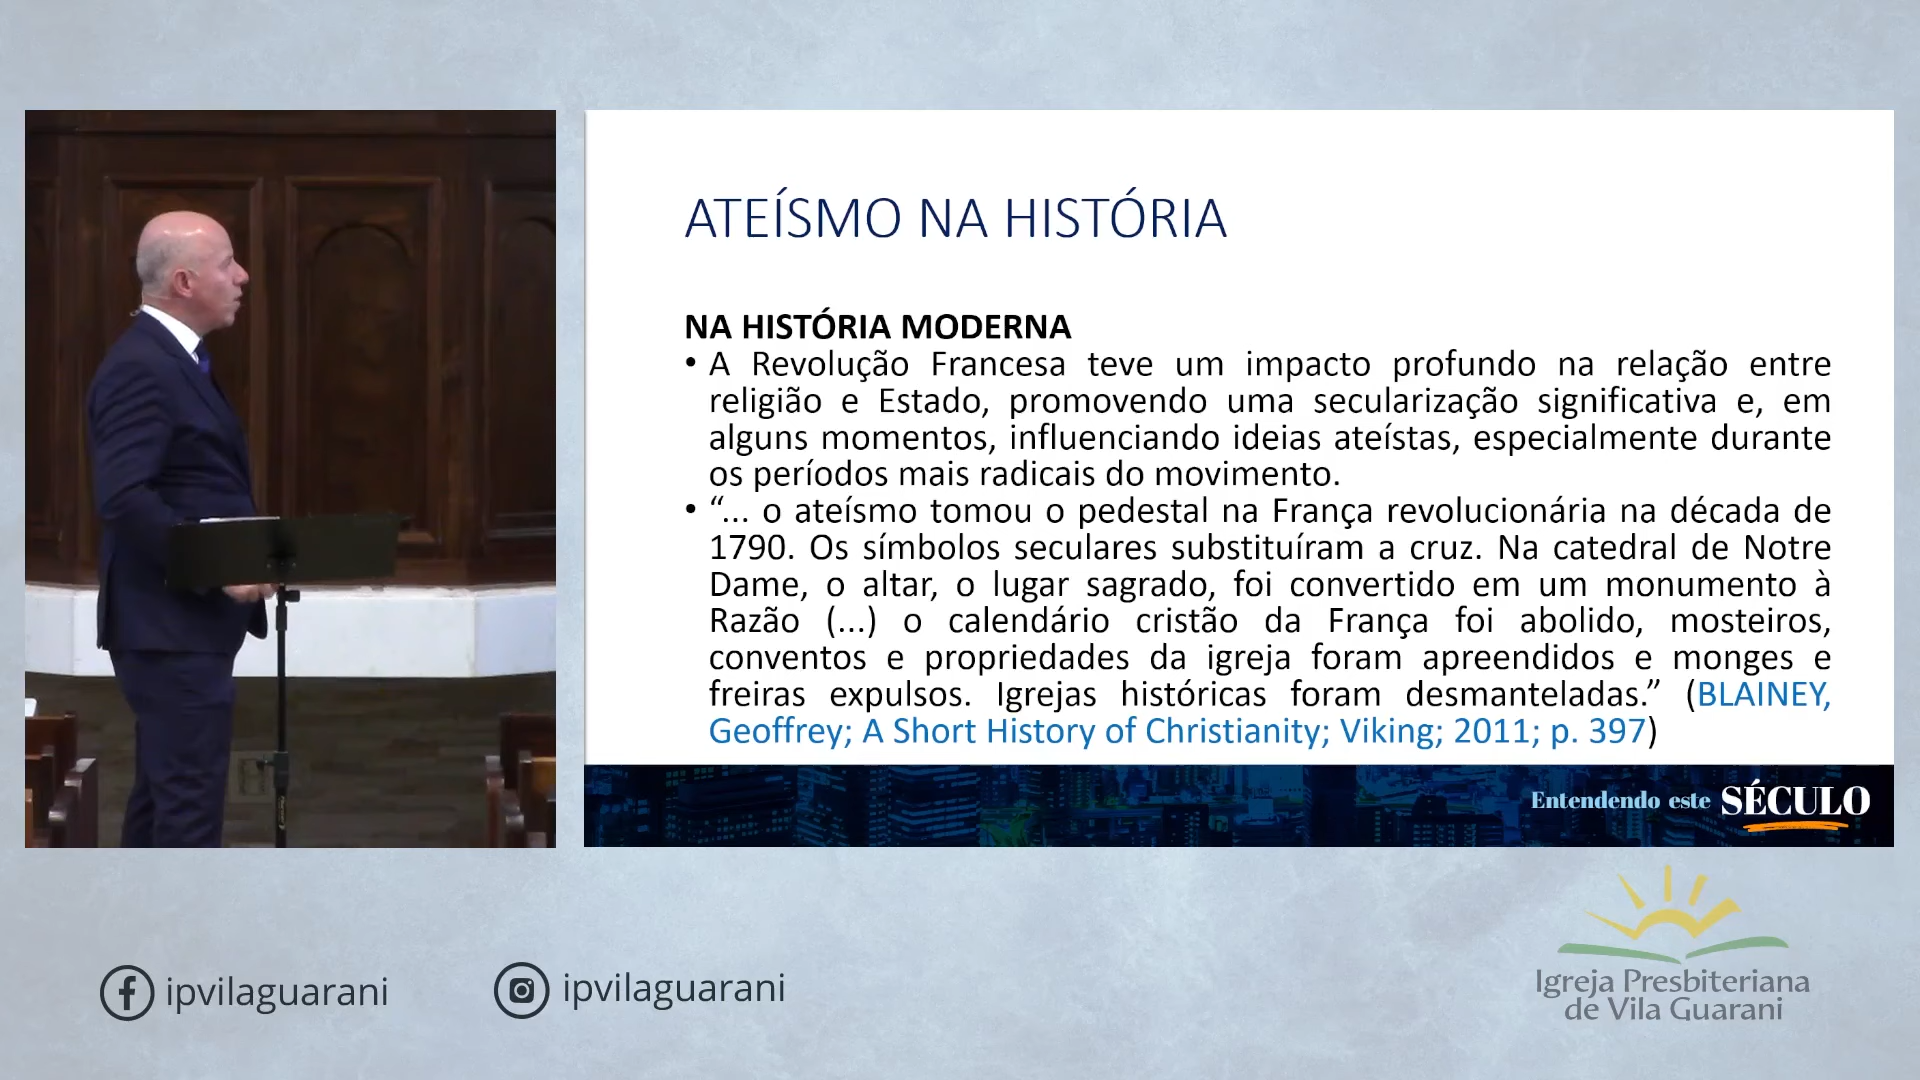 ATEÍSMO NA HISTÓRIA
NA HISTÓRIA MODERNA
• A Revolução Francesa teve um impacto profundo na relação entre
religião e Estado, promovendo uma secularização significativa e, em
alguns momentos, influenciando ideias ateístas, especialmente durante
os períodos mais radicais do movimento.
• “... o ateísmo tomou o pedestal na França revolucionária na década de
1790. Os símbolos seculares substituíram a cruz. Na catedral de Notre
Dame, o altar, o lugar sagrado, foi convertido em um monumento à
Razão (...) o calendário cristão da França foi abolido, mosteiros,
conventos e propriedades da igreja foram apreendidos e monges e
freiras expulsos. Igrejas históricas foram desmanteladas.” (BLAINEY,
Geoffrey; A Short History of Christianity; Viking; 2011; p. 397)
Entendendo este SÉCULO
ipvilaguarani
ipvilaguarani
Igreja Presbiteriana
de Vila Guarani